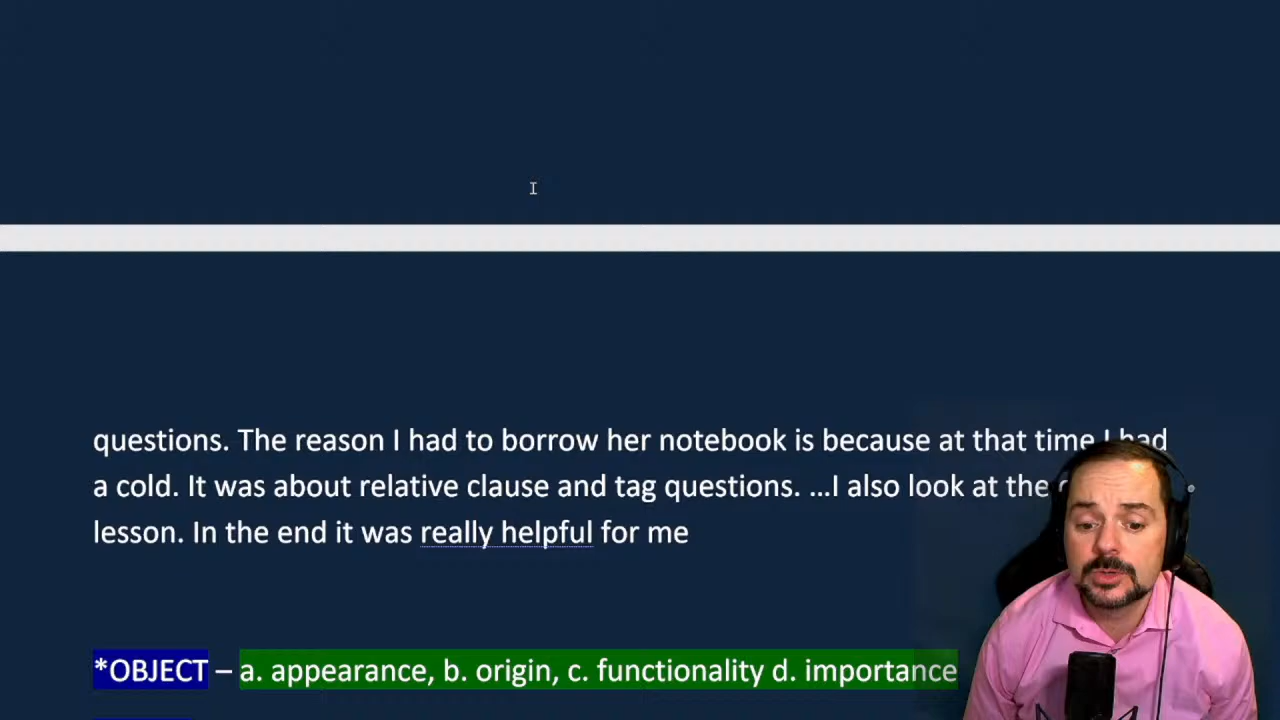 questions. The reason I had to borrow her notebook is because at that time I had
a cold. It was about relative clause and tag questions. ...I also look at the
lesson. In the end it was really helpful for me
*OBJECT – a. appearance, b. origin, c. functionality d. importance